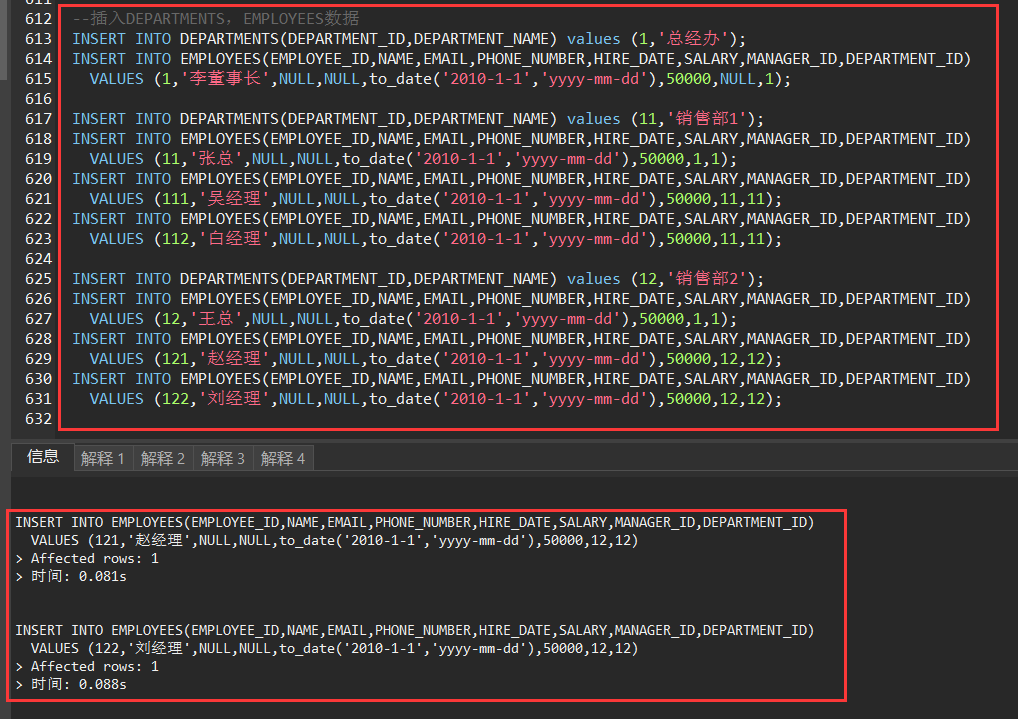 612 --插入DEPARTMENTS，EMPLOYEES数据
613 INSERT INTO DEPARTMENTS(DEPARTMENT_ID,DEPARTMENT_NAME) values (1,'总经办');
614 INSERT INTO EMPLOYEES(EMPLOYEE_ID,NAME,EMAIL,PHONE_NUMBER,HIRE_DATE,SALARY,MANAGER_ID,DEPARTMENT_ID)
615 VALUES (1,'李董事长',NULL,NULL,to_date('2010-1-1','yyyy-mm-dd'),50000,NULL,1);
616
617 INSERT INTO DEPARTMENTS(DEPARTMENT_ID,DEPARTMENT_NAME) values (11,'销售部1');
618 INSERT INTO EMPLOYEES(EMPLOYEE_ID,NAME,EMAIL,PHONE_NUMBER,HIRE_DATE,SALARY,MANAGER_ID,DEPARTMENT_ID)
619 VALUES (11,'张总',NULL,NULL,to_date('2010-1-1','yyyy-mm-dd'),50000,1,1);
620 INSERT INTO EMPLOYEES(EMPLOYEE_ID,NAME,EMAIL,PHONE_NUMBER,HIRE_DATE,SALARY,MANAGER_ID,DEPARTMENT_ID)
621 VALUES (111,'吴经理',NULL,NULL,to_date('2010-1-1','yyyy-mm-dd'),50000,11,11);
622 INSERT INTO EMPLOYEES(EMPLOYEE_ID,NAME,EMAIL,PHONE_NUMBER,HIRE_DATE,SALARY,MANAGER_ID,DEPARTMENT_ID)
623 VALUES (112,'白经理',NULL,NULL,to_date('2010-1-1','yyyy-mm-dd'),50000,11,11);
624
625 INSERT INTO DEPARTMENTS(DEPARTMENT_ID,DEPARTMENT_NAME) values (12,'销售部2');
626 INSERT INTO EMPLOYEES(EMPLOYEE_ID,NAME,EMAIL,PHONE_NUMBER,HIRE_DATE,SALARY,MANAGER_ID,DEPARTMENT_ID)
627 VALUES (12,'王总',NULL,NULL,to_date('2010-1-1','yyyy-mm-dd'),50000,1,1);
628 INSERT INTO EMPLOYEES(EMPLOYEE_ID,NAME,EMAIL,PHONE_NUMBER,HIRE_DATE,SALARY,MANAGER_ID,DEPARTMENT_ID)
629 VALUES (121,'赵经理',NULL,NULL,to_date('2010-1-1','yyyy-mm-dd'),50000,12,12);
630 INSERT INTO EMPLOYEES(EMPLOYEE_ID,NAME,EMAIL,PHONE_NUMBER,HIRE_DATE,SALARY,MANAGER_ID,DEPARTMENT_ID)
631 VALUES (122,'刘经理',NULL,NULL,to_date('2010-1-1','yyyy-mm-dd'),50000,12,12);
632
信息 解释 1 解释 2 解释 3 解释 4
INSERT INTO EMPLOYEES(EMPLOYEE_ID,NAME,EMAIL,PHONE_NUMBER,HIRE_DATE,SALARY,MANAGER_ID,DEPARTMENT_ID)
VALUES (121,'赵经理',NULL,NULL,to_date('2010-1-1','yyyy-mm-dd'),50000,12,12)
> Affected rows: 1
> 时间: 0.081s
INSERT INTO EMPLOYEES(EMPLOYEE_ID,NAME,EMAIL,PHONE_NUMBER,HIRE_DATE,SALARY,MANAGER_ID,DEPARTMENT_ID)
VALUES (122,'刘经理',NULL,NULL,to_date('2010-1-1','yyyy-mm-dd'),50000,12,12)
> Affected rows: 1
> 时间: 0.088s